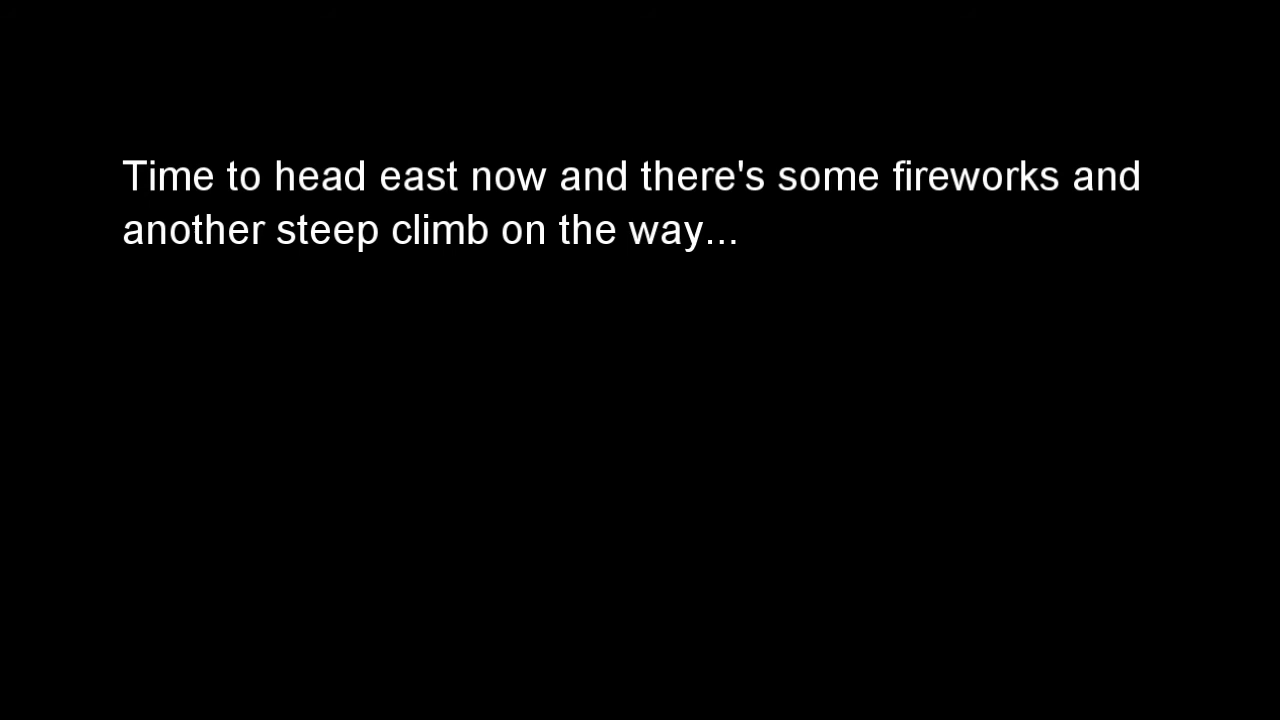 Time to head east now and there's some fireworks and
another steep climb on the way...